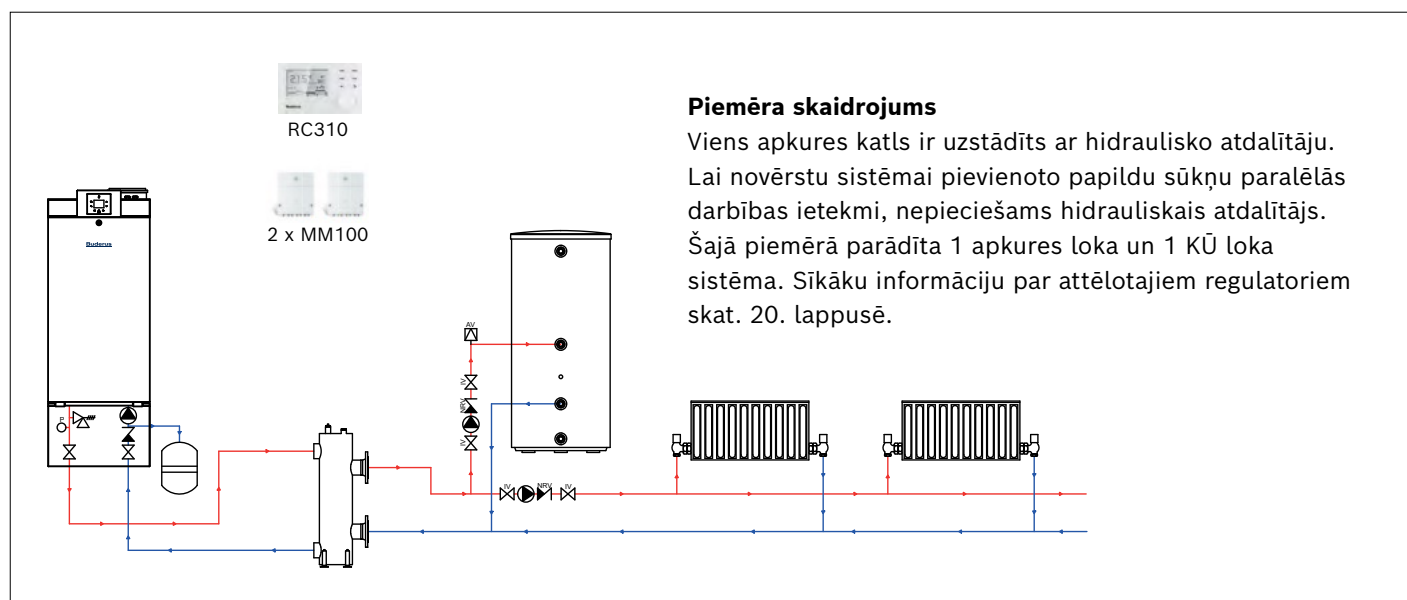 RC310
2 x MM100
Piemēra skaidrojums
Viens apkures katls ir uzstādīts ar hidraulisko atdalītāju.
Lai novērstu sistēmai pievienoto papildu sūkņu paralēlās
darbības ietekmi, nepieciešams hidrauliskais atdalītājs.
Šajā piemērā parādīta 1 apkures loka un 1 KŪ loka
sistēma. Sīkāku informāciju par attēlotajiem regulatoriem
skat. 20. lappusē.
Buderus
P
AV
IV
NRV
IV
IV
NRV
IV